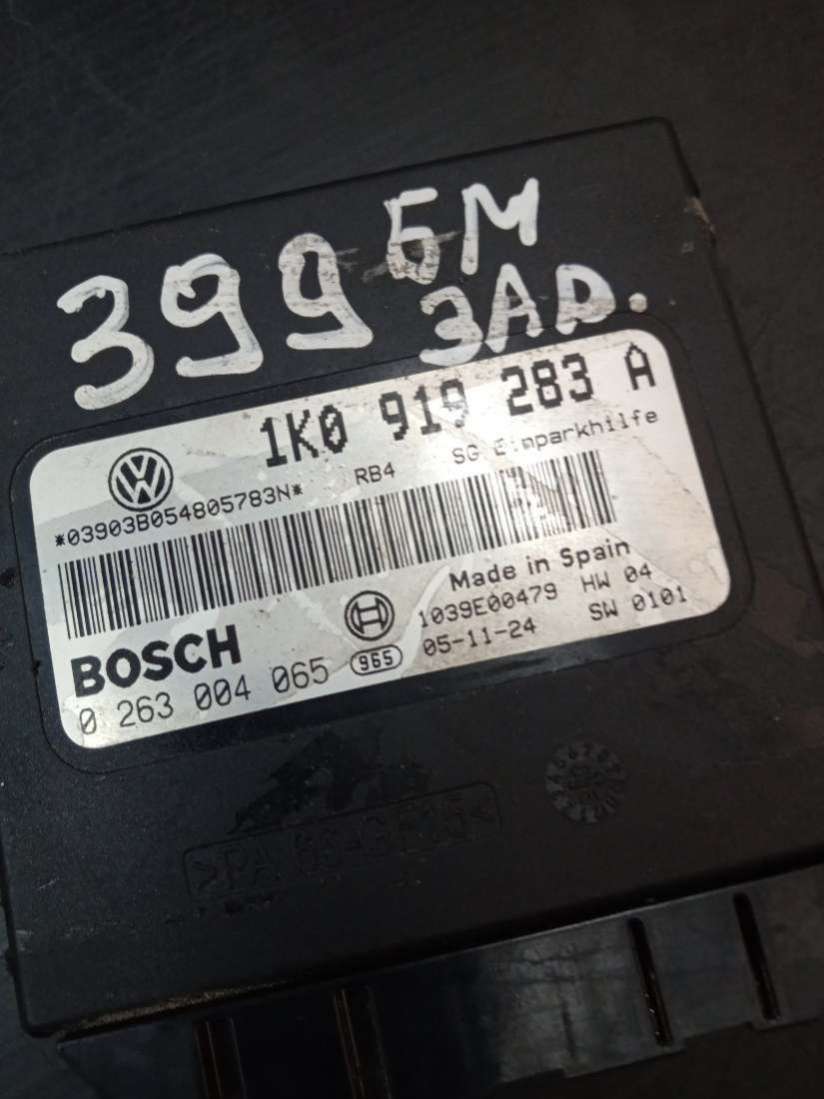 399 БМ
ЗАД.
1K0 919 283 A
*03903B054805783N* RB4 SG Einparkhilfe
Made in Spain
BOSCH 1039E00479 HW 04
0 263 004 065 965 05-11-24 SW 0101